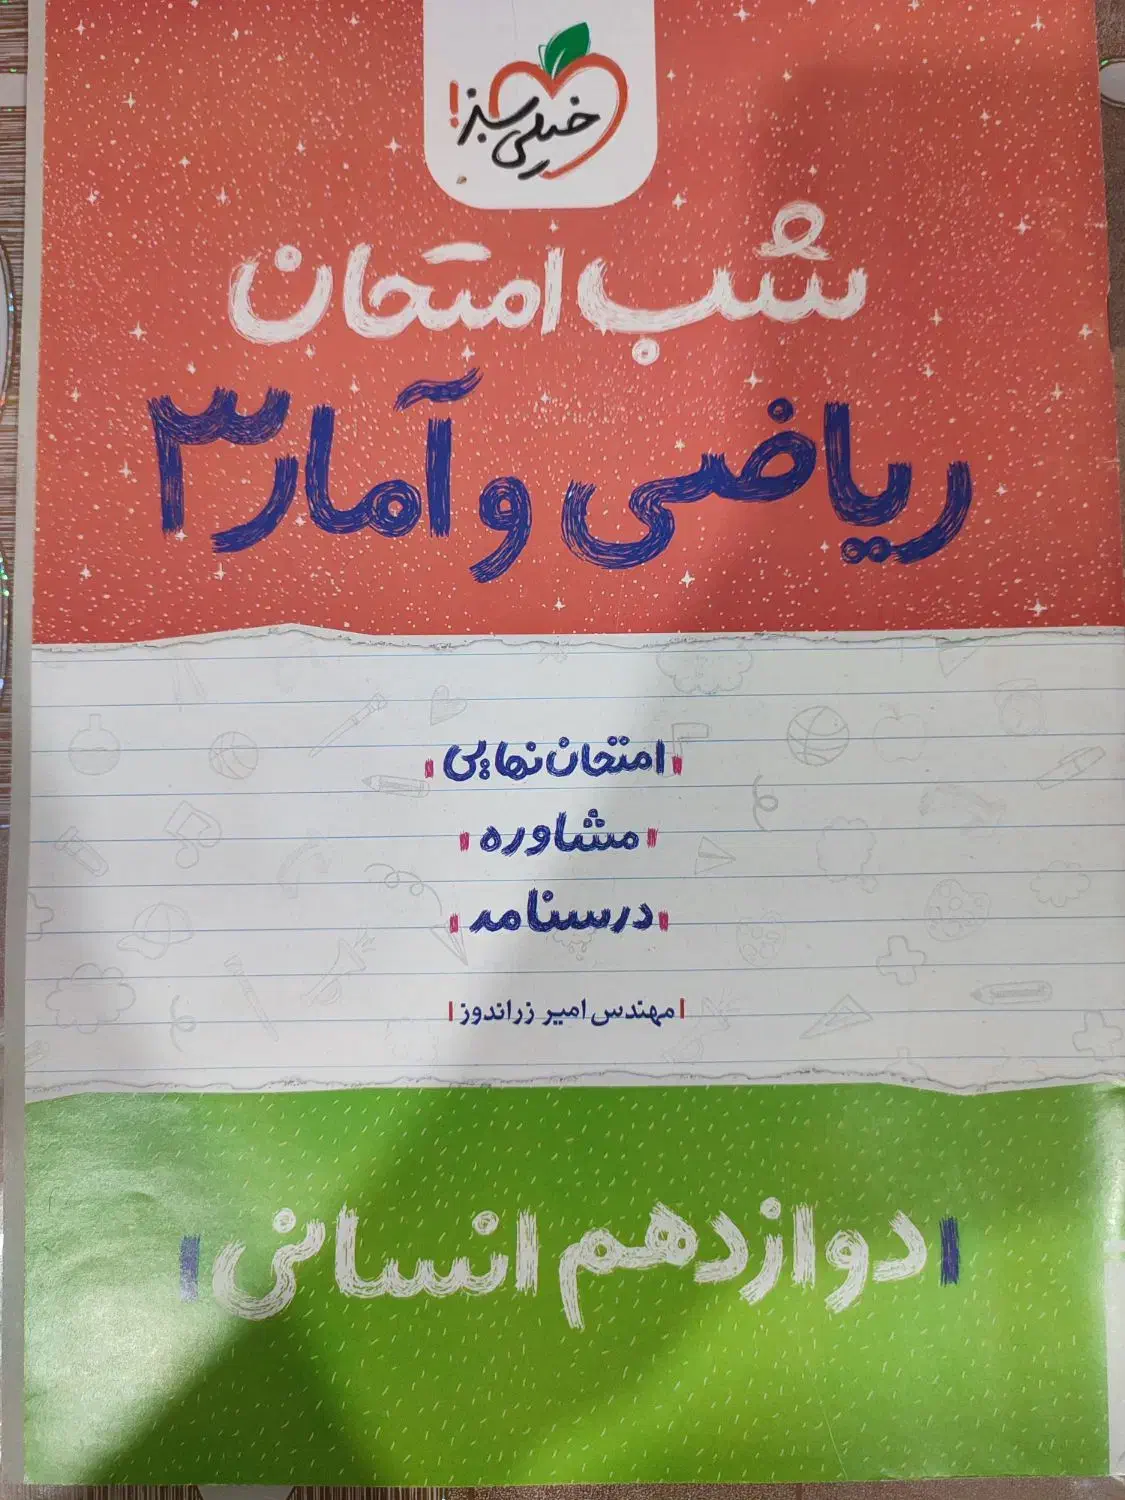 خیلی سبز!
شب امتحان
ریاضی و آمار ۳
امتحان نهایی
مشاوره
درسنامه
مهندس امیر زراندوز
دوازدهم انسانی